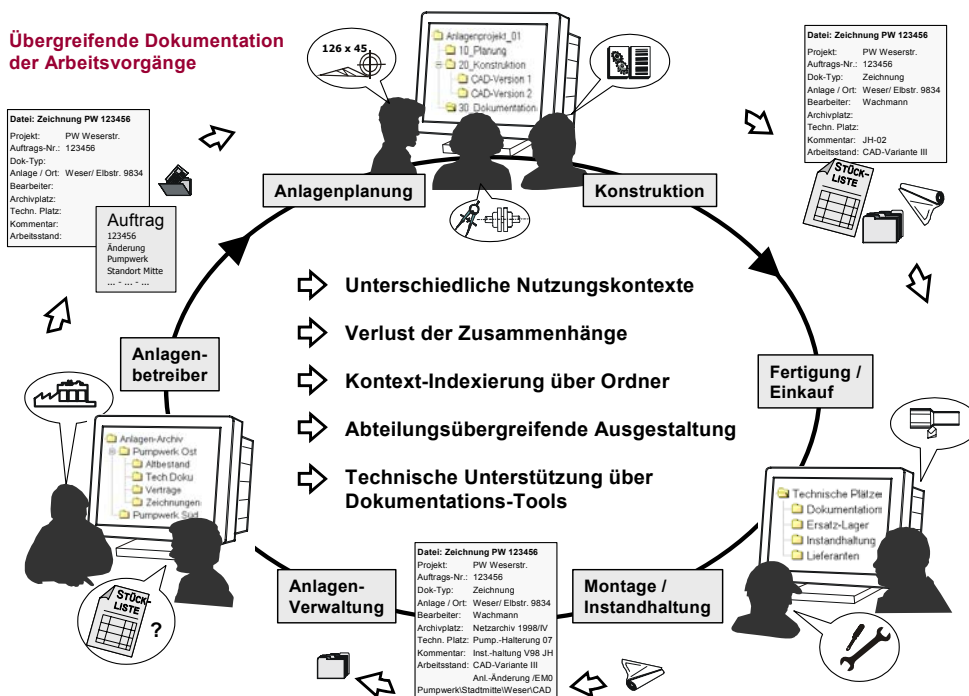 Übergreifende Dokumentation
der Arbeitsvorgänge
Datei: Zeichnung PW 123456
Projekt: PW Weserstr.
Auftrags-Nr.: 123456
Dok-Typ:
Anlage / Ort: Weser/ Elbstr. 9834
Bearbeiter:
Archivplatz:
Techn. Platz:
Kommentar:
Arbeitsstand:
Auftrag
123456
Änderung
Pumpwerk
Standort Mitte
... - ... - ...
126 x 45
Anlagenprojekt_01
10_Planung
20_Konstruktion
CAD-Version 1
CAD-Version 2
30_Dokumentation
Datei: Zeichnung PW 123456
Projekt: PW Weserstr.
Auftrags-Nr.: 123456
Dok-Typ: Zeichnung
Anlage / Ort: Weser/ Elbstr. 9834
Bearbeiter: Wachmann
Archivplatz:
Techn. Platz:
Kommentar: JH-02
Arbeitsstand: CAD-Variante III
STÜCK-
LISTE
Anlagenplanung
Konstruktion
Unterschiedliche Nutzungskontexte
Verlust der Zusammenhänge
Kontext-Indexierung über Ordner
Abteilungsübergreifende Ausgestaltung
Technische Unterstützung über
Dokumentations-Tools
Anlagen-
betreiber
Fertigung /
Einkauf
Anlagen-Archiv
Pumpwerk Ost
Altbestand
Tech.Doku
Verträge
Zeichnungen
Pumpwerk Süd
Technische Plätze
Dokumentation
Ersatz-Lager
Instandhaltung
Lieferanten
STÜCK-
LISTE
?
Anlagen-
Verwaltung
Montage /
Instandhaltung
Datei: Zeichnung PW 123456
Projekt: PW Weserstr.
Auftrags-Nr.: 123456
Dok-Typ: Zeichnung
Anlage / Ort: Weser/ Elbstr. 9834
Bearbeiter: Wachmann
Archivplatz: Netzarchiv 1998/IV
Techn. Platz: Pump.-Halterung 07
Kommentar: Inst.-haltung V98 JH
Arbeitsstand: CAD-Variante III
Anl.-Änderung /EM0
Pumpwerk\Stadtmitte\Weser\CAD